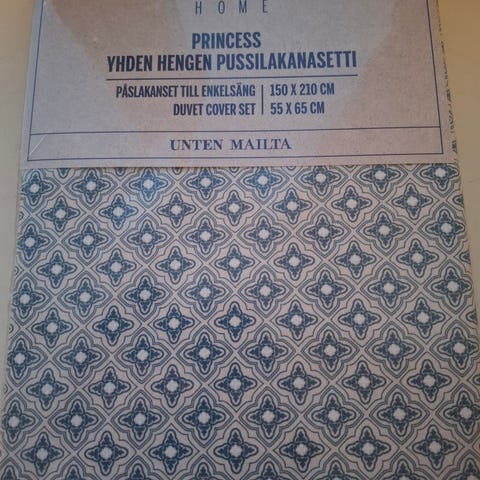 HOME
PRINCESS
YHDEN HENGEN PUSSILAKANASETTI
PÅSLAKANSET TILL ENKELSÄNG | 150 X 210 CM
DUVET COVER SET | 55 X 65 CM
UNTEN MAILTA